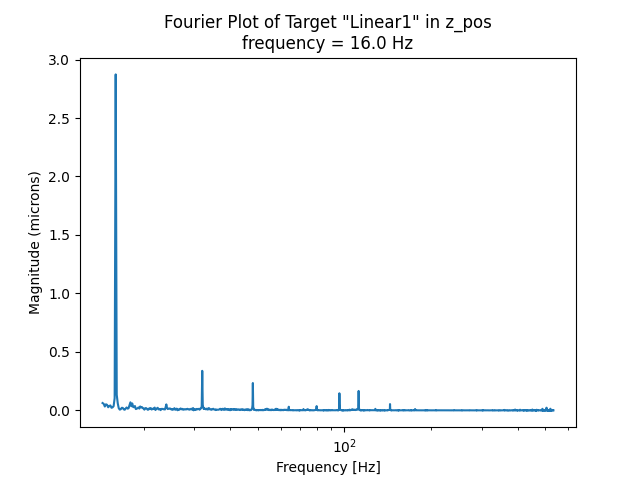 Fourier Plot of Target "Linear1" in z_pos
frequency = 16.0 Hz
3.0
2.5
2.0
1.5
1.0
0.5
0.0
Magnitude (microns)
10²
Frequency [Hz]